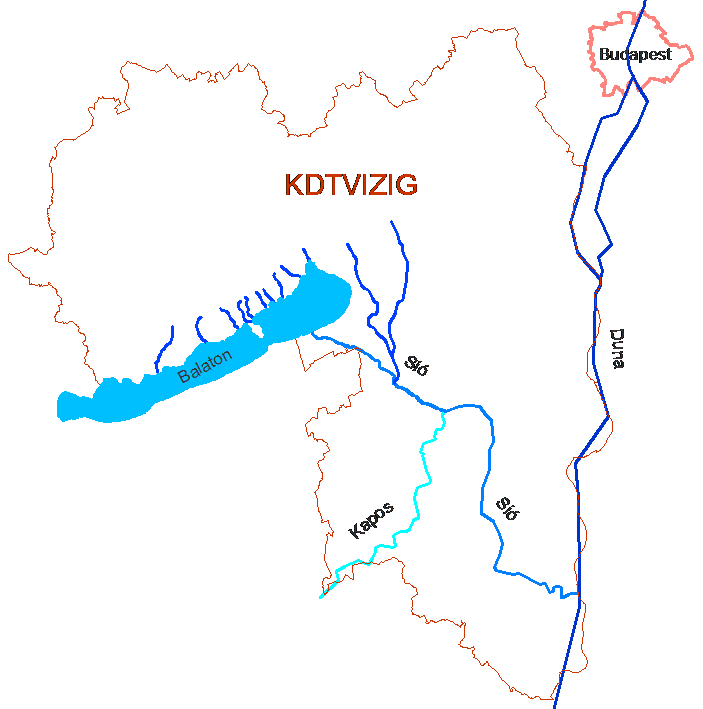 Budapest
KDTVIZIG
Duna
Balaton
Sió
Sió
Kapos